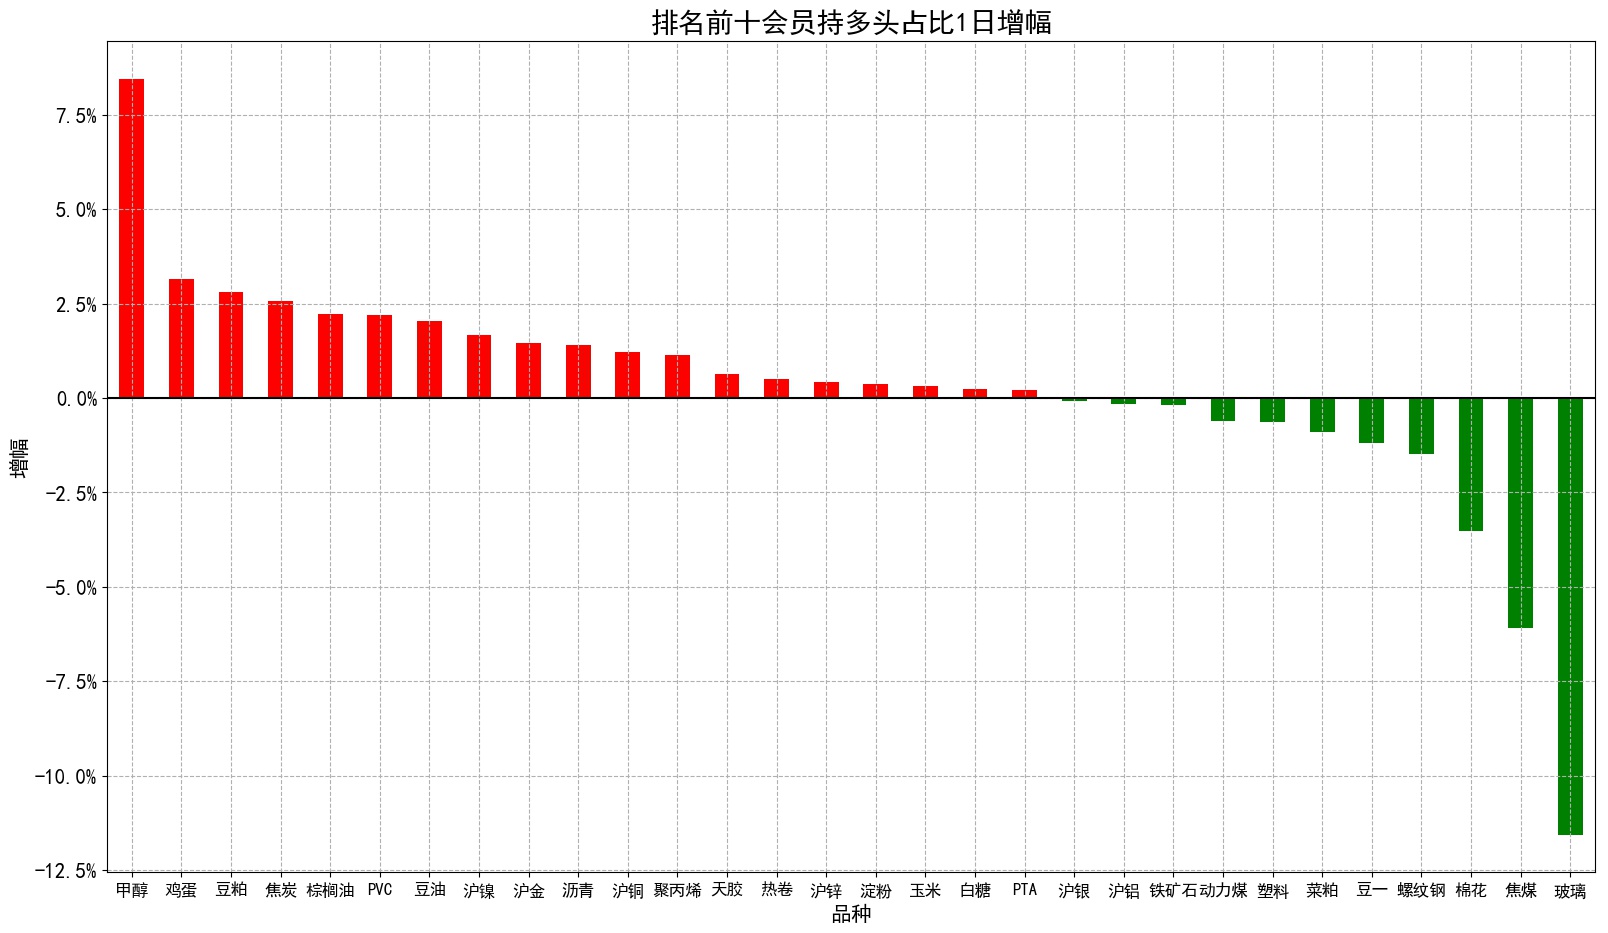 排名前十会员持多头占比1日增幅
7.5%
5.0%
2.5%
0.0%
−2.5%
−5.0%
−7.5%
−10.0%
−12.5%
增幅
甲醇 鸡蛋 豆粕 焦炭 棕榈油 PVC 豆油 沪镍 沪金 沥青 沪铜 聚丙烯 天胶 热卷 沪锌 淀粉 玉米 白糖 PTA 沪银 沪铝 铁矿石 动力煤 塑料 菜粕 豆一 螺纹钢 棉花 焦煤 玻璃
品种